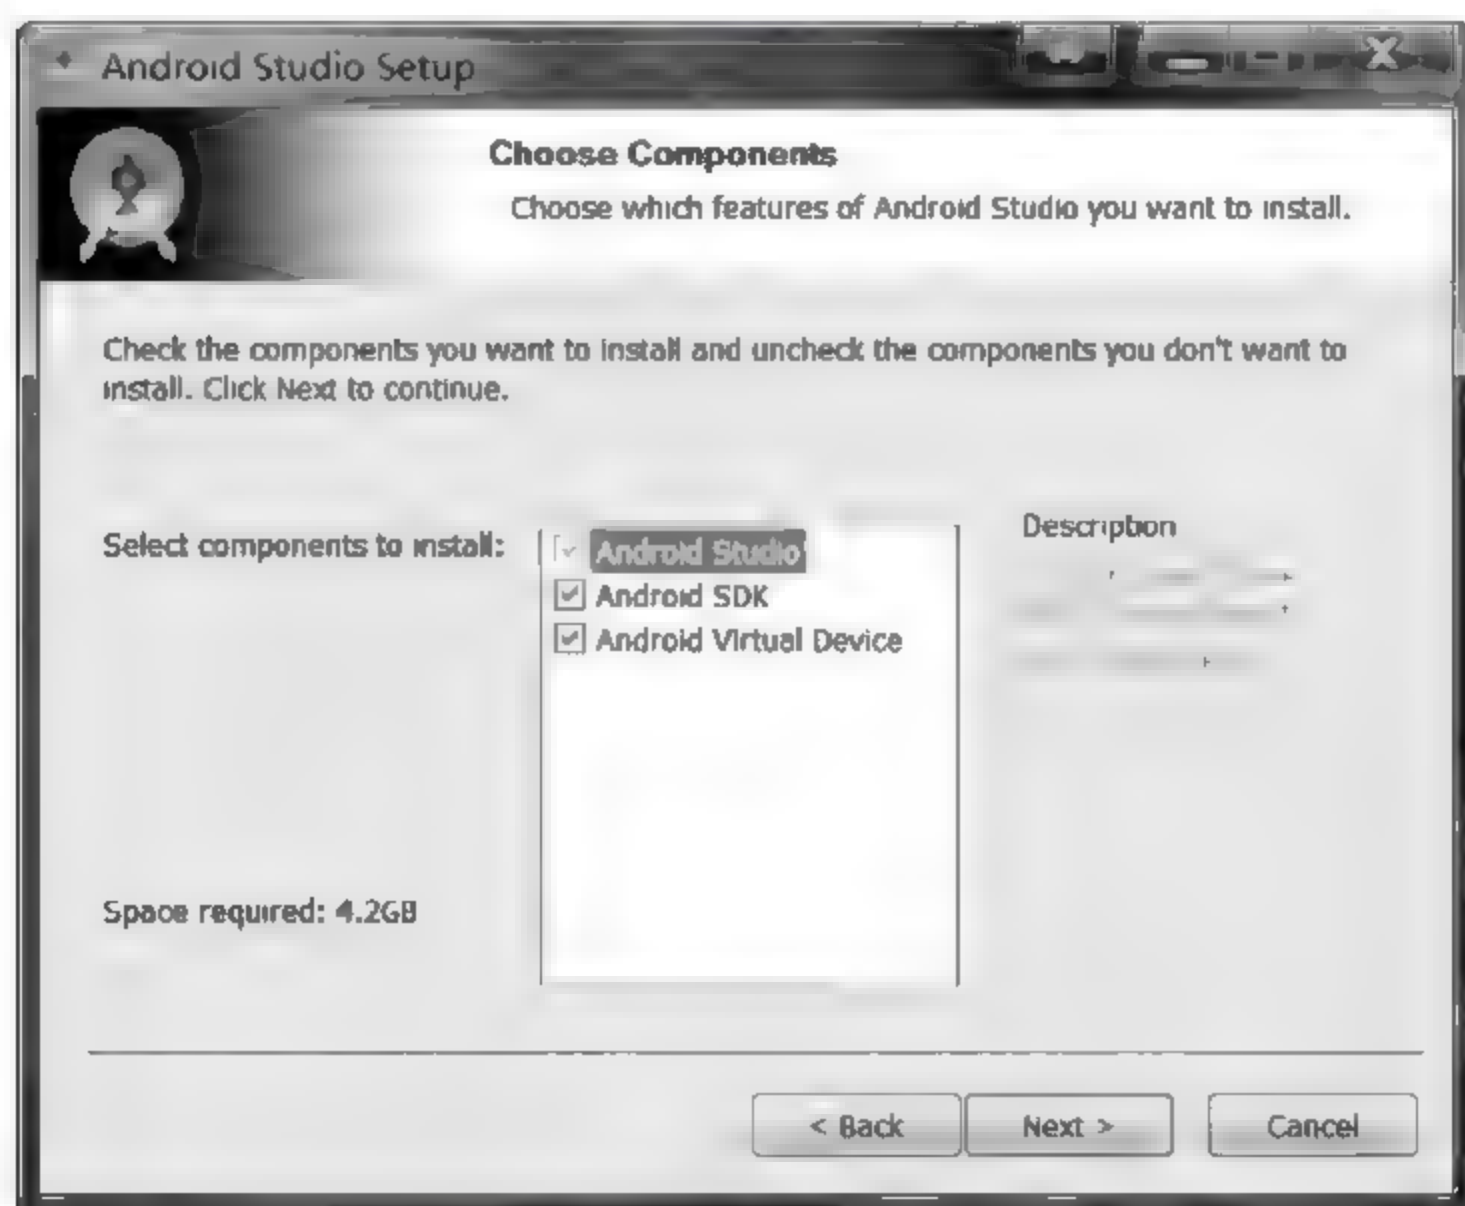 Android Studio Setup
Choose Components
Choose which features of Android Studio you want to install.
Check the components you want to install and uncheck the components you don't want to
install. Click Next to continue.
Select components to install:
Android Studio
Android SDK
Android Virtual Device
Description
Space required: 4.2GB
< Back
Next >
Cancel